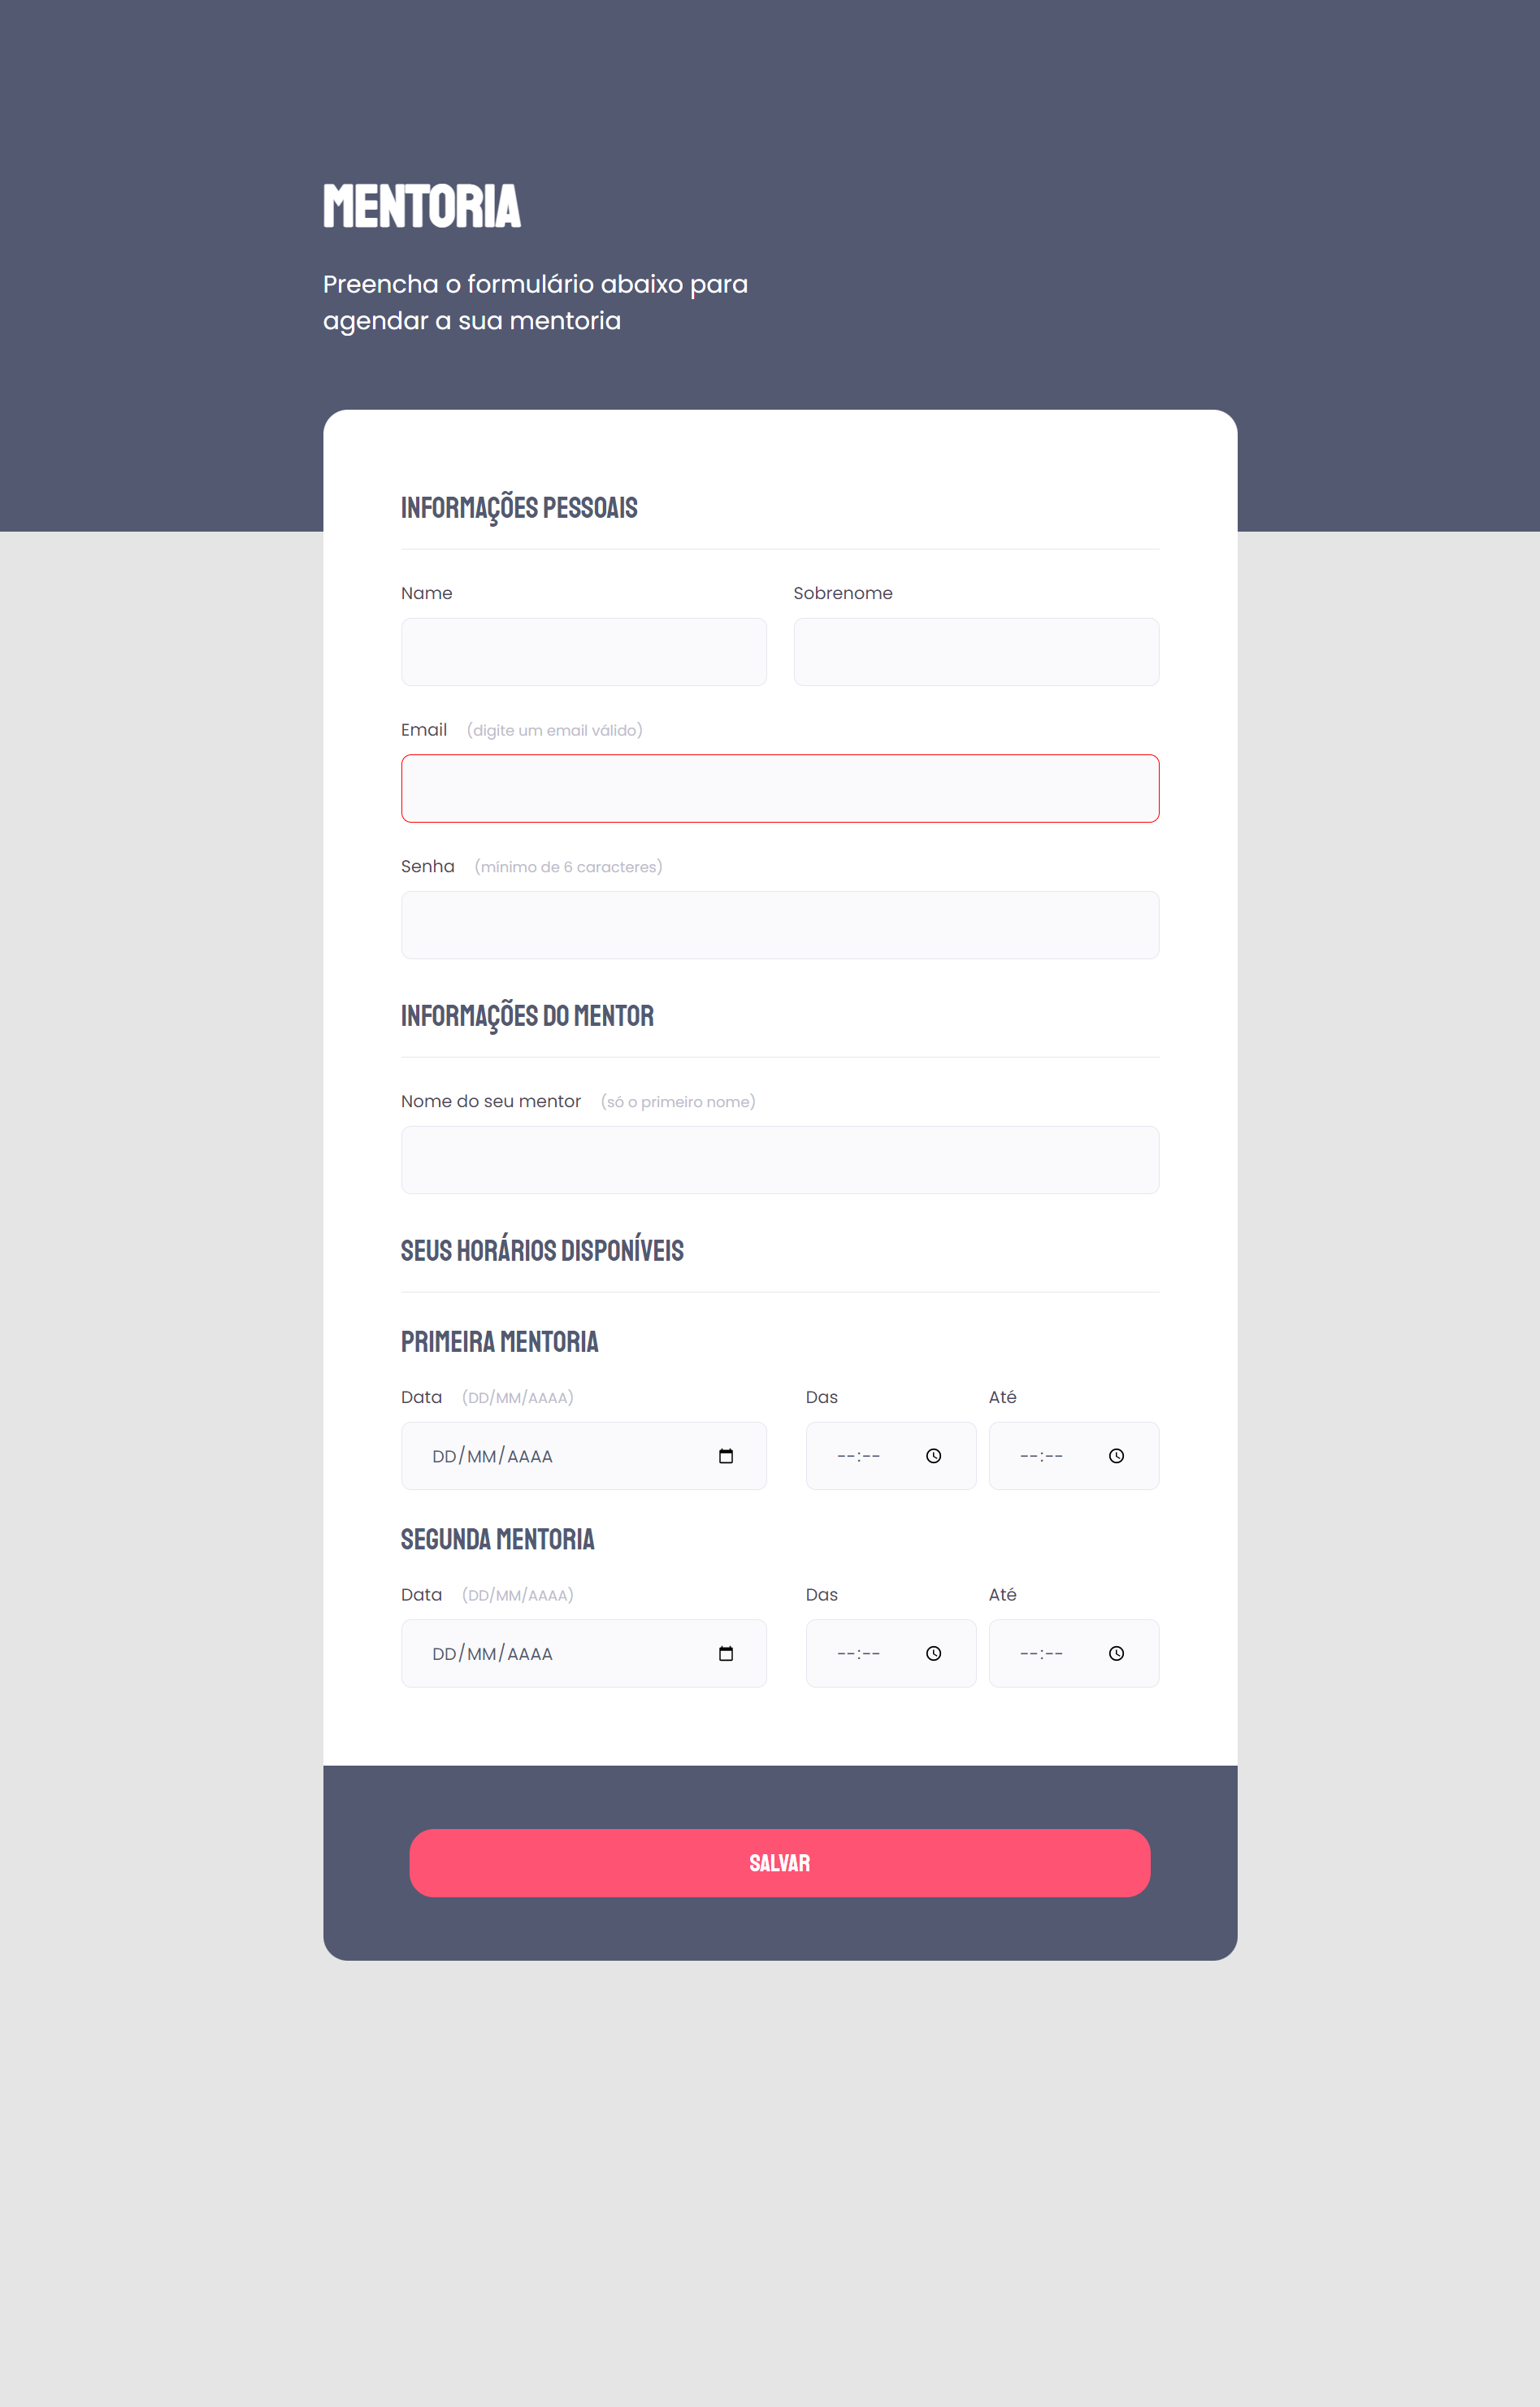 MENTORIA
Preencha o formulário abaixo para
agendar a sua mentoria
INFORMAÇÕES PESSOAIS
Name Sobrenome
Email (digite um email válido)
Senha (mínimo de 6 caracteres)
INFORMAÇÕES DO MENTOR
Nome do seu mentor (só o primeiro nome)
SEUS HORÁRIOS DISPONÍVEIS
PRIMEIRA MENTORIA
Data (DD/MM/AAAA) Das Até
DD/MM/AAAA --:-- --:--
SEGUNDA MENTORIA
Data (DD/MM/AAAA) Das Até
DD/MM/AAAA --:-- --:--
SALVAR